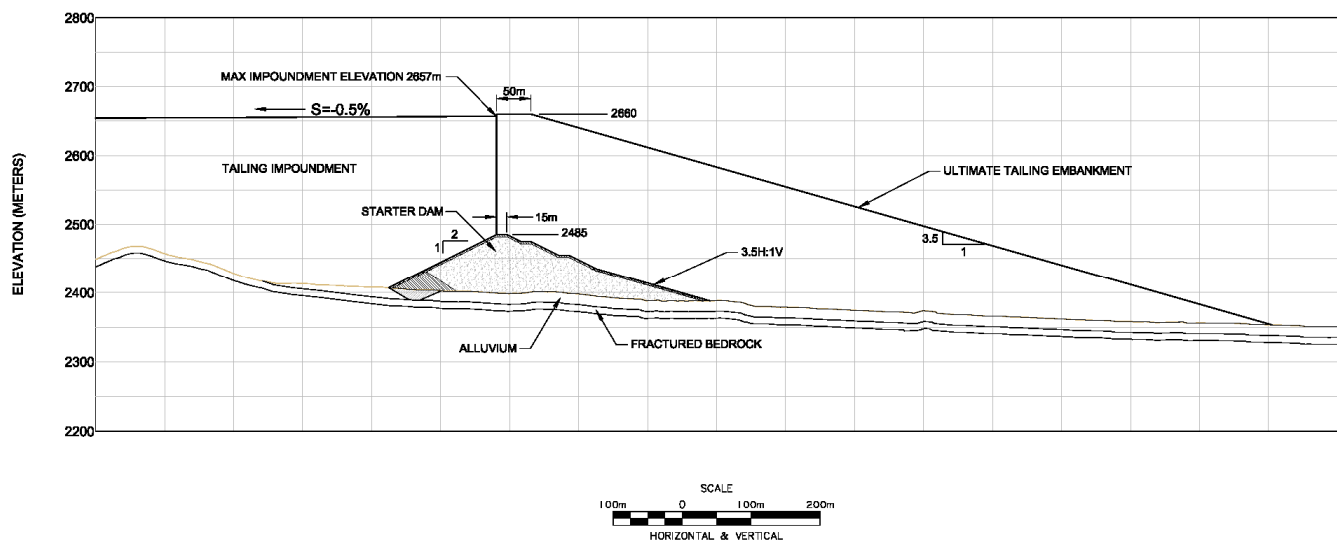 2800
MAX IMPOUNDMENT ELEVATION 2657m
50m
2700
S=-0.5%
2660
2600
TAILING IMPOUNDMENT
ULTIMATE TAILING EMBANKMENT
ELEVATION (METERS)
STARTER DAM
15m
2500
2
1
2485
3.5
1
3.5H:1V
2400
ALLUVIUM
FRACTURED BEDROCK
2300
2200
SCALE
100m 0 100m 200m
HORIZONTAL & VERTICAL